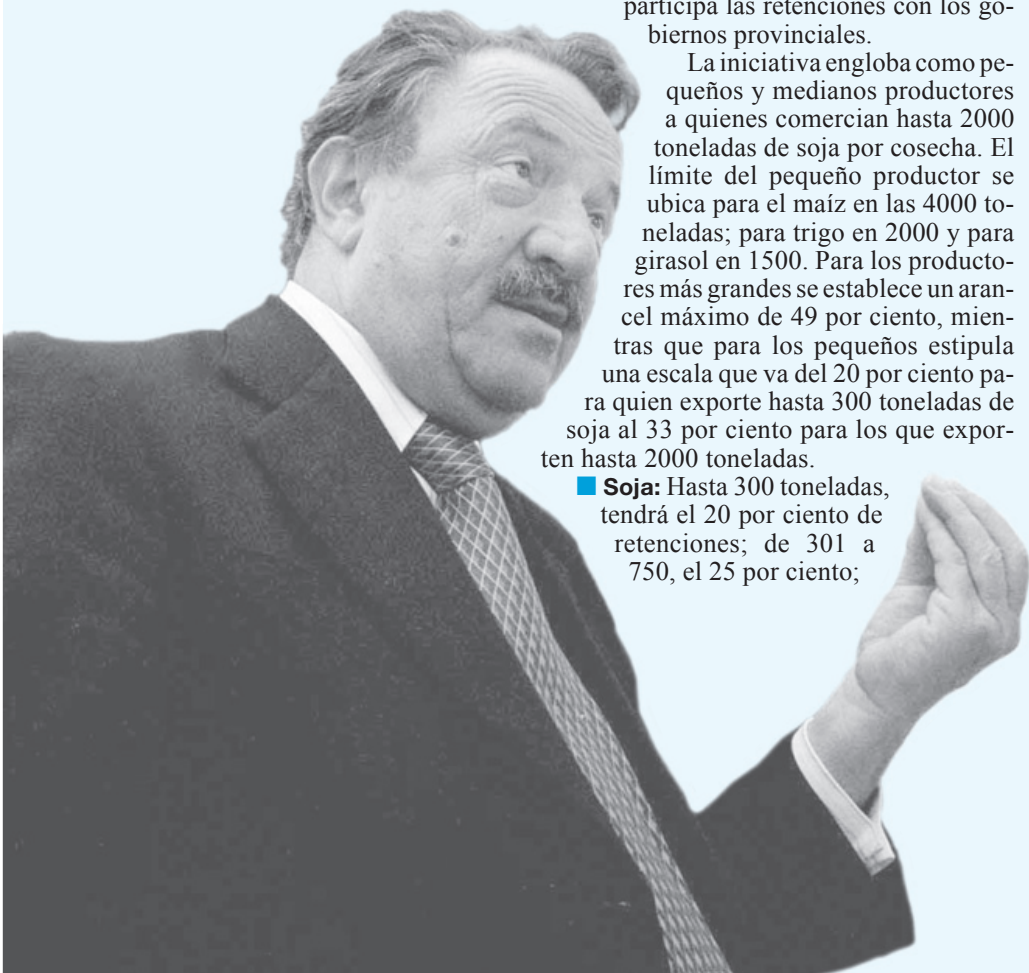 participa las retenciones con los go-
biernos provinciales.
La iniciativa engloba como pe-
queños y medianos productores
a quienes comercian hasta 2000
toneladas de soja por cosecha. El
límite del pequeño productor se
ubica para el maíz en las 4000 to-
neladas; para trigo en 2000 y para
girasol en 1500. Para los producto-
res más grandes se establece un aran-
cel máximo de 49 por ciento, mien-
tras que para los pequeños estipula
una escala que va del 20 por ciento pa-
ra quien exporte hasta 300 toneladas de
soja al 33 por ciento para los que expor-
ten hasta 2000 toneladas.
■ Soja: Hasta 300 toneladas,
tendrá el 20 por ciento de
retenciones; de 301 a
750, el 25 por ciento;